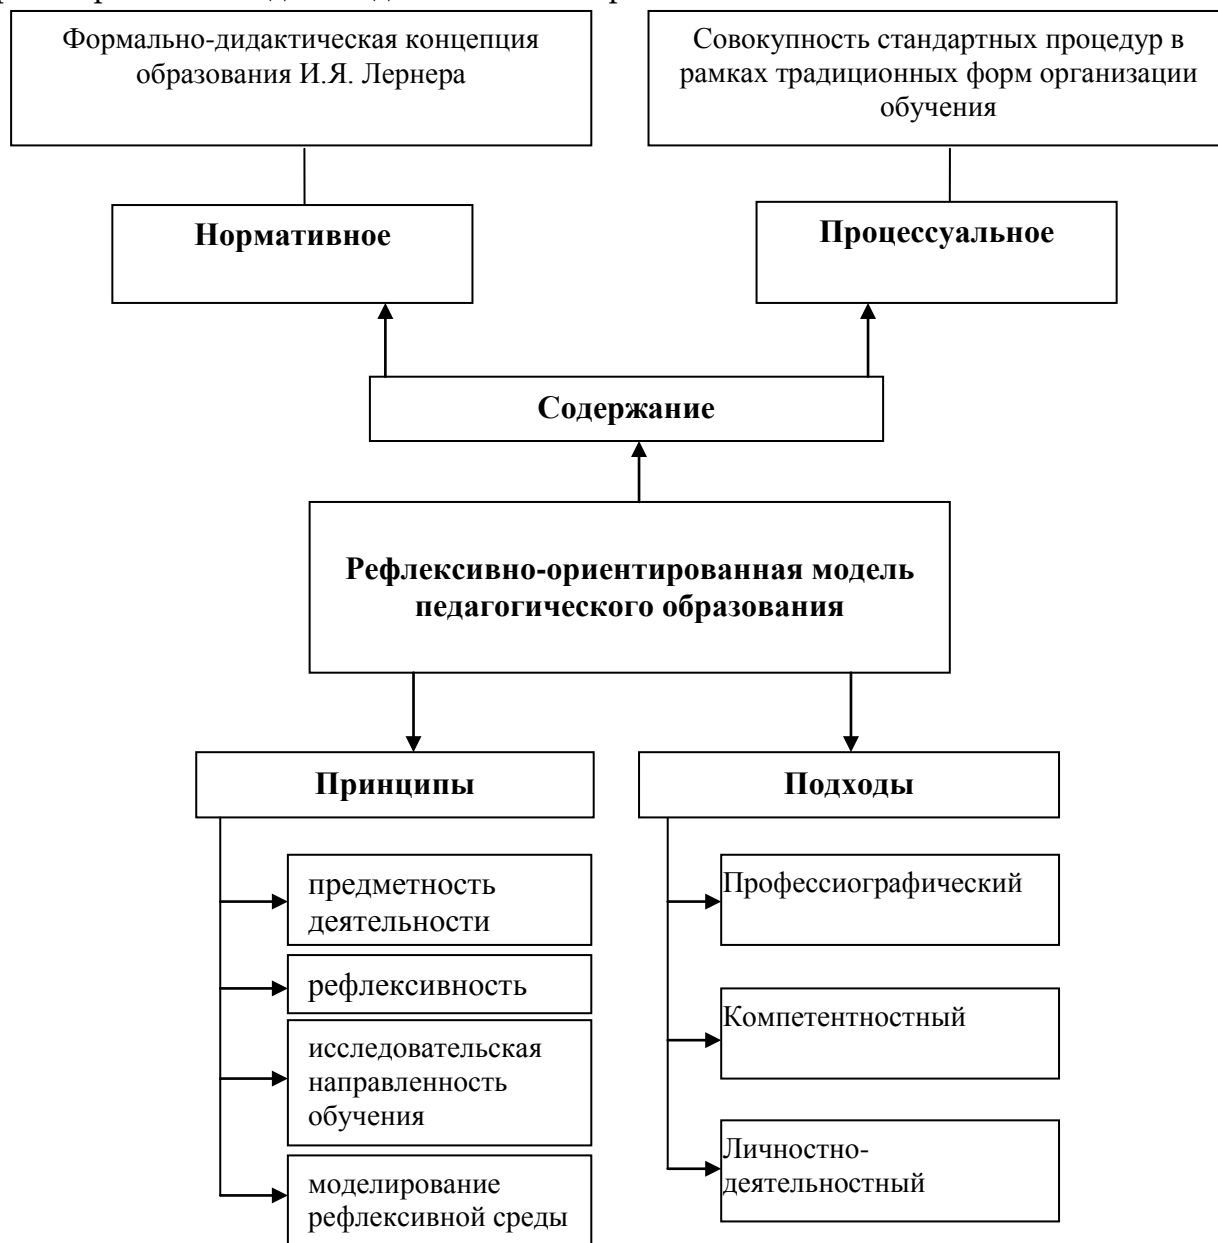 Формально-дидактическая концепция
образования И.Я. Лернера
Совокупность стандартных процедур в
рамках традиционных форм организации
обучения
Нормативное
Процессуальное
Содержание
Рефлексивно-ориентированная модель
педагогического образования
Принципы
Подходы
предметность
деятельности
рефлексивность
исследовательская
направленность
обучения
моделирование
рефлексивной среды
Профессиографический
Компетентностный
Личностно-
деятельностный